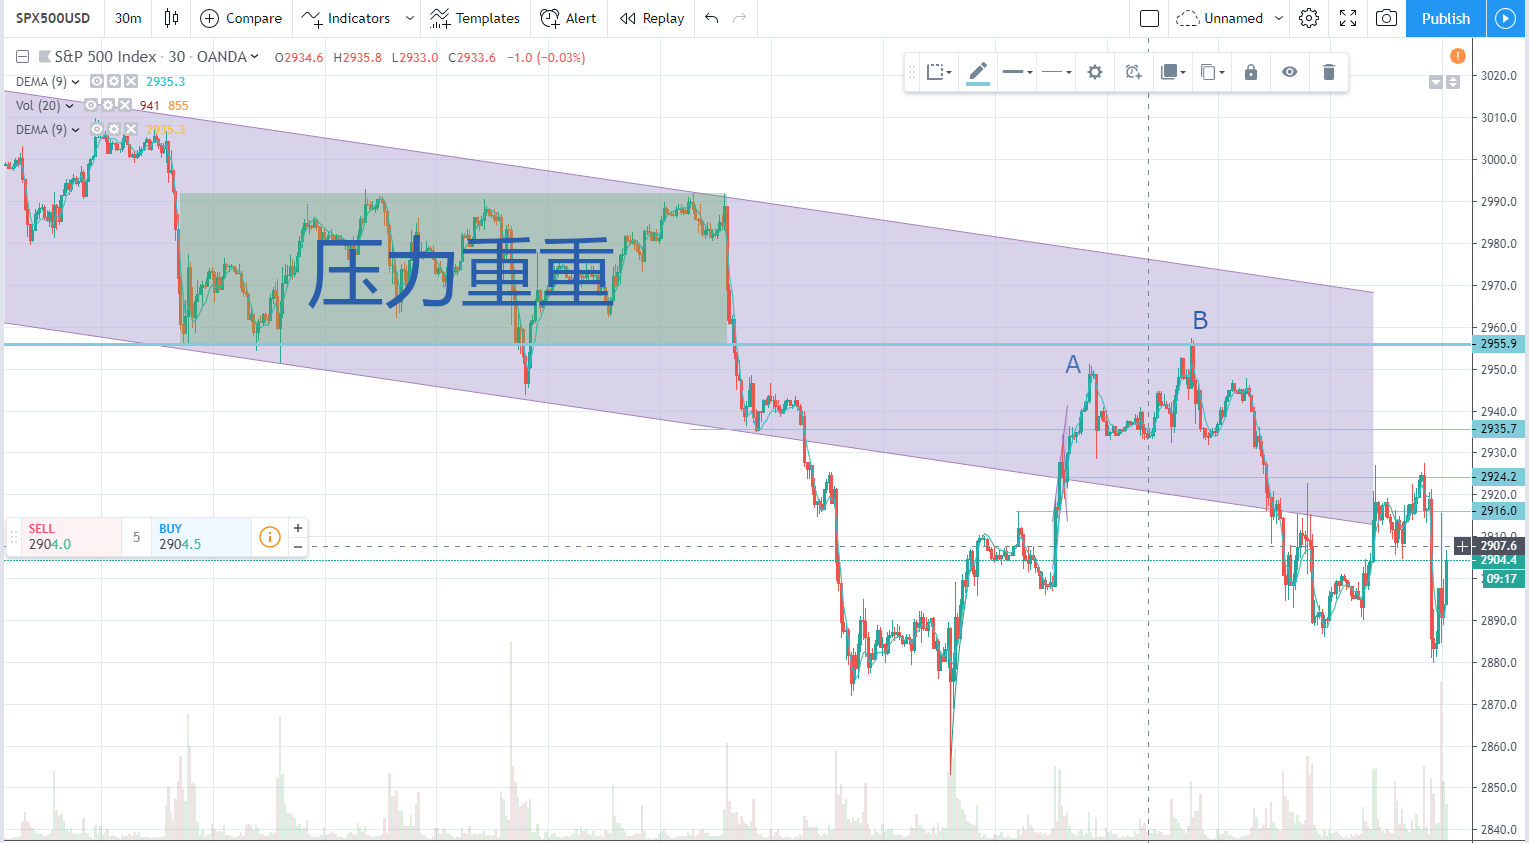 SPX500USD 30m Compare Indicators Templates Alert Replay Unnamed Publish
S&P 500 Index · 30 · OANDA O2934.6 H2935.8 L2933.0 C2933.6 −1.0 (−0.03%)
DEMA (9) 2935.3
Vol (20) 941 855
DEMA (9) 2935.3
压力重重
A
B
SELL
2904.0
5
BUY
2904.5
3020.0
3010.0
3000.0
2990.0
2980.0
2970.0
2960.0
2955.9
2950.0
2940.0
2935.7
2930.0
2924.2
2920.0
2916.0
2907.6
2904.4
09:17
2890.0
2880.0
2870.0
2860.0
2850.0
2840.0